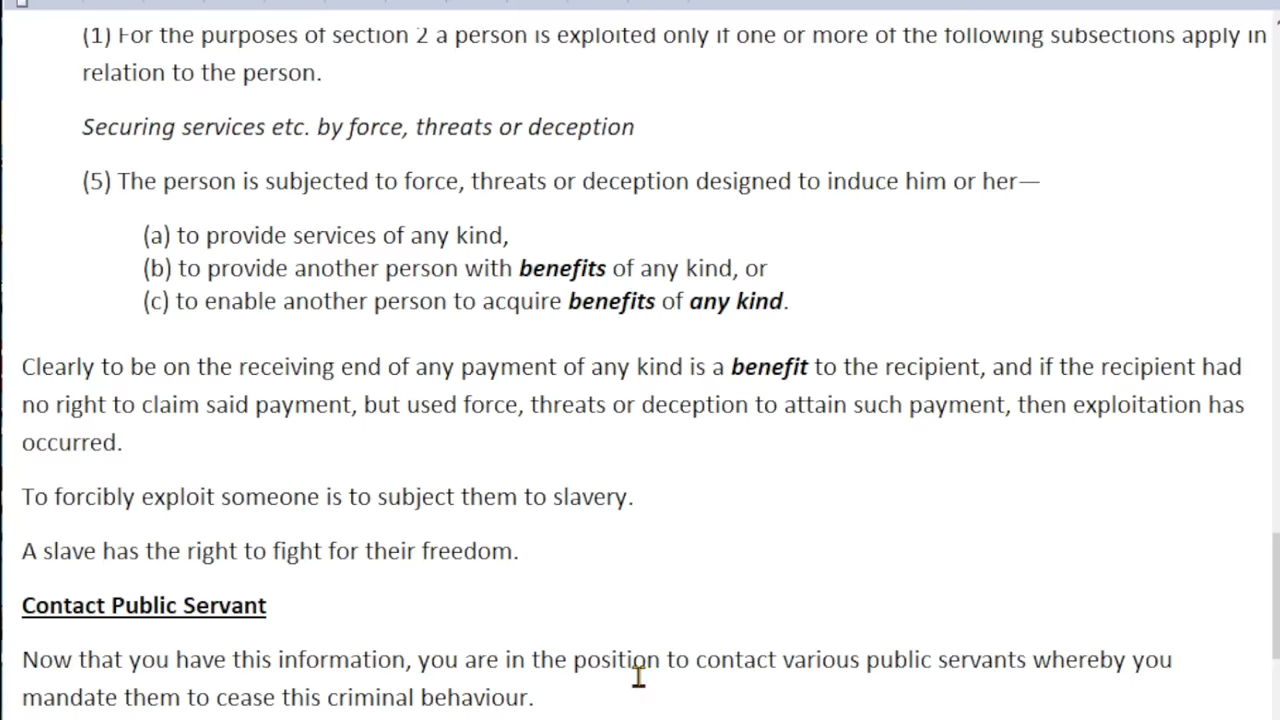 (1) For the purposes of section 2 a person is exploited only if one or more of the following subsections apply in
relation to the person.
Securing services etc. by force, threats or deception
(5) The person is subjected to force, threats or deception designed to induce him or her—
(a) to provide services of any kind,
(b) to provide another person with benefits of any kind, or
(c) to enable another person to acquire benefits of any kind.
Clearly to be on the receiving end of any payment of any kind is a benefit to the recipient, and if the recipient had
no right to claim said payment, but used force, threats or deception to attain such payment, then exploitation has
occurred.
To forcibly exploit someone is to subject them to slavery.
A slave has the right to fight for their freedom.
Contact Public Servant
Now that you have this information, you are in the position to contact various public servants whereby you
mandate them to cease this criminal behaviour.